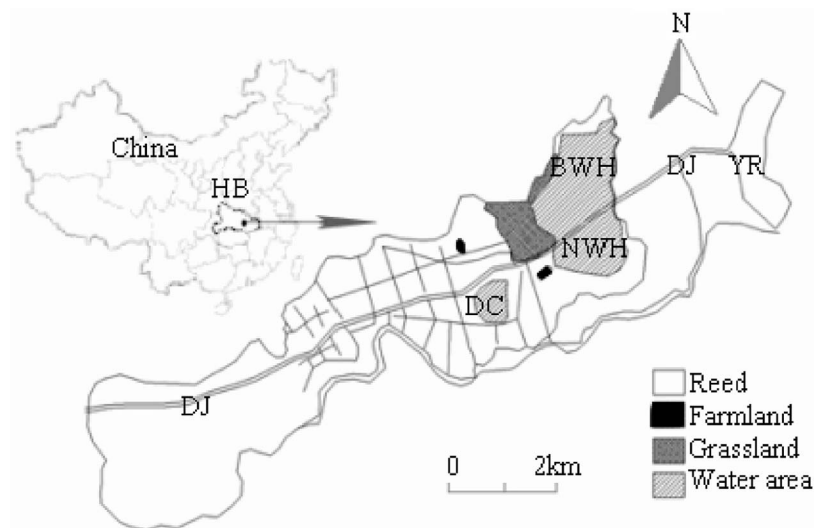 N
China
HB
BWH
DJ
YR
NWH
DC
DJ
Reed
Farmland
Grassland
Water area
0 2km